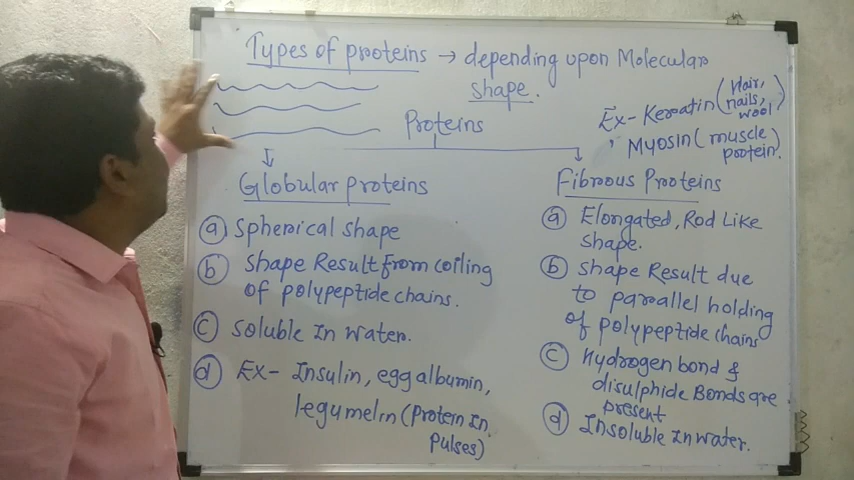 Types of proteins → depending upon Molecular
shape.
Ex- Kereatin (Hair,
nails,
wool)
, Myosin (muscle
protein.)
Proteins
Globular proteins
(a) Spherical shape
(b) Shape Result from coiling
of polypeptide chains.
(c) Soluble In Water.
(d) Ex- Insulin, egg albumin,
legumelin (Protein In
pulses)
Fibrous Proteins
(a) Elongated, Rod Like
shape.
(b) Shape Result due
to parallel holding
of polypeptide chains
(c) Hydrogen bond &
disulphide Bonds are
present
(d) Insoluble In water.